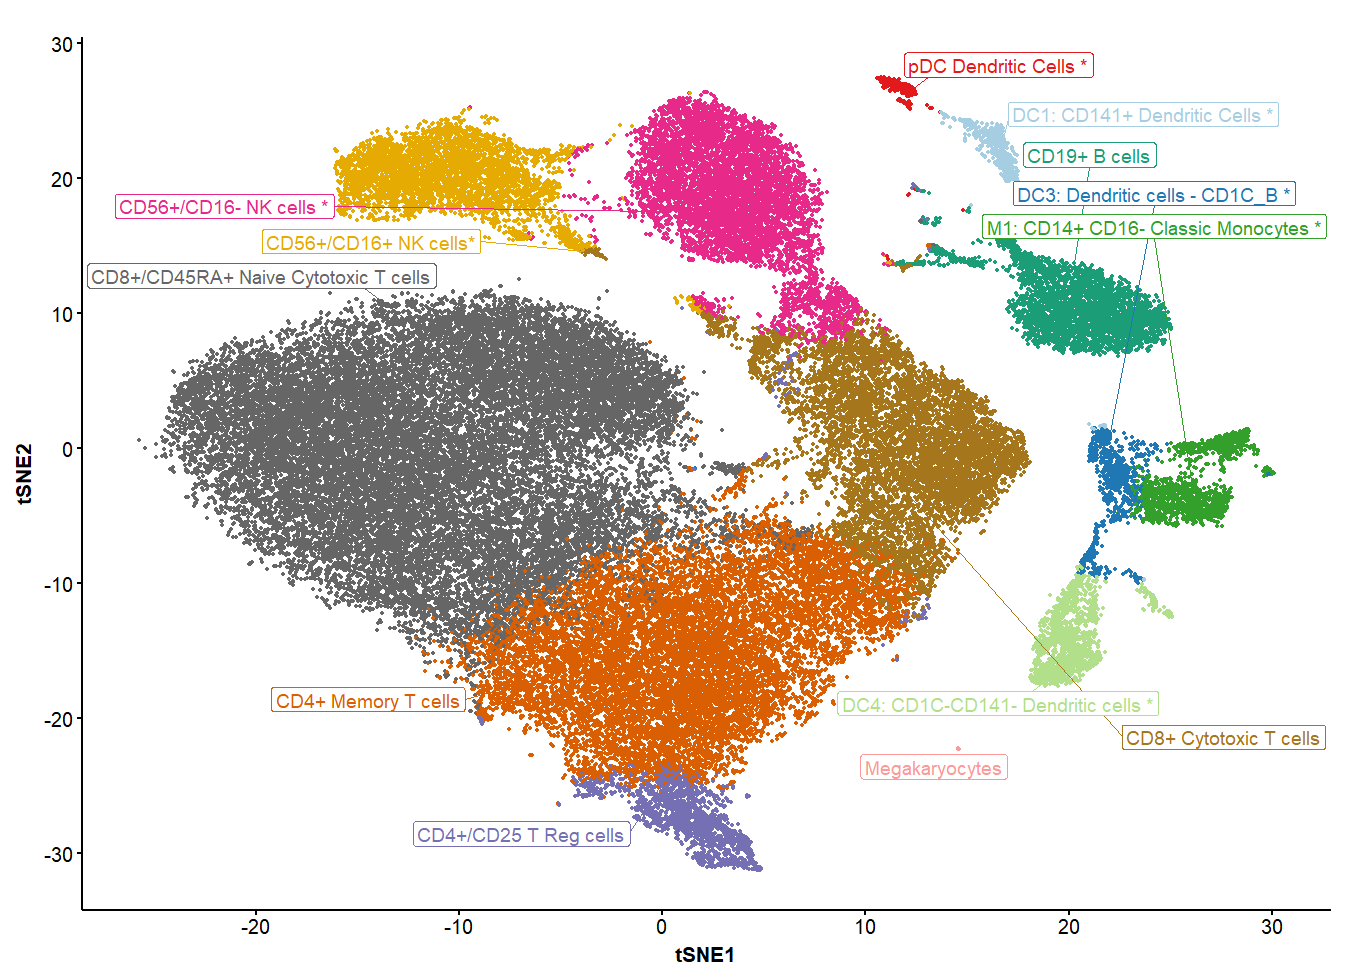 30
pDC Dendritic Cells *
DC1: CD141+ Dendritic Cells *
CD19+ B cells
20
DC3: Dendritic cells - CD1C_B *
CD56+/CD16- NK cells *
M1: CD14+ CD16- Classic Monocytes *
CD56+/CD16+ NK cells*
CD8+/CD45RA+ Naive Cytotoxic T cells
10
0
tSNE2
-10
CD4+ Memory T cells
DC4: CD1C-CD141- Dendritic cells *
-20
CD8+ Cytotoxic T cells
Megakaryocytes
CD4+/CD25 T Reg cells
-30
-20 -10 0 10 20 30
tSNE1